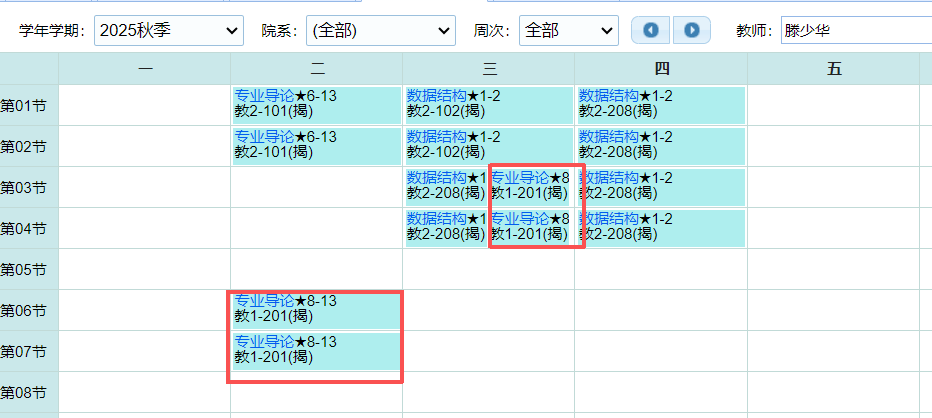 学年学期： 2025秋季 院系： (全部) 周次： 全部 教师： 滕少华
一 二 三 四 五
第01节 专业导论★6-13 数据结构★1-2 数据结构★1-2
教2-101(揭) 教2-102(揭) 教2-208(揭)
第02节 专业导论★6-13 数据结构★1-2 数据结构★1-2
教2-101(揭) 教2-102(揭) 教2-208(揭)
第03节 数据结构★1 专业导论★8 数据结构★1-2
教2-208(揭) 教1-201(揭) 教2-208(揭)
第04节 数据结构★1 专业导论★8 数据结构★1-2
教2-208(揭) 教1-201(揭) 教2-208(揭)
第05节
第06节 专业导论★8-13
教1-201(揭)
第07节 专业导论★8-13
教1-201(揭)
第08节